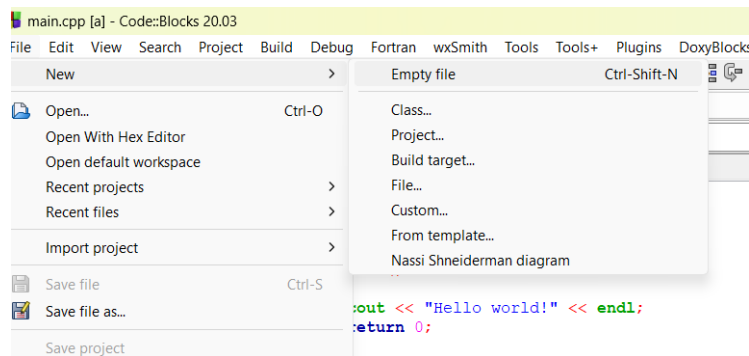 main.cpp [a] - Code::Blocks 20.03
File Edit View Search Project Build Debug Fortran wxSmith Tools Tools+ Plugins DoxyBlocks
New >
Empty file Ctrl-Shift-N
Open... Ctrl-O
Open With Hex Editor
Open default workspace
Recent projects >
Recent files >
Import project >
Save file Ctrl-S
Save file as...
Save project
Class...
Project...
Build target...
File...
Custom...
From template...
Nassi Shneiderman diagram
cout << "Hello world!" << endl;
return 0;